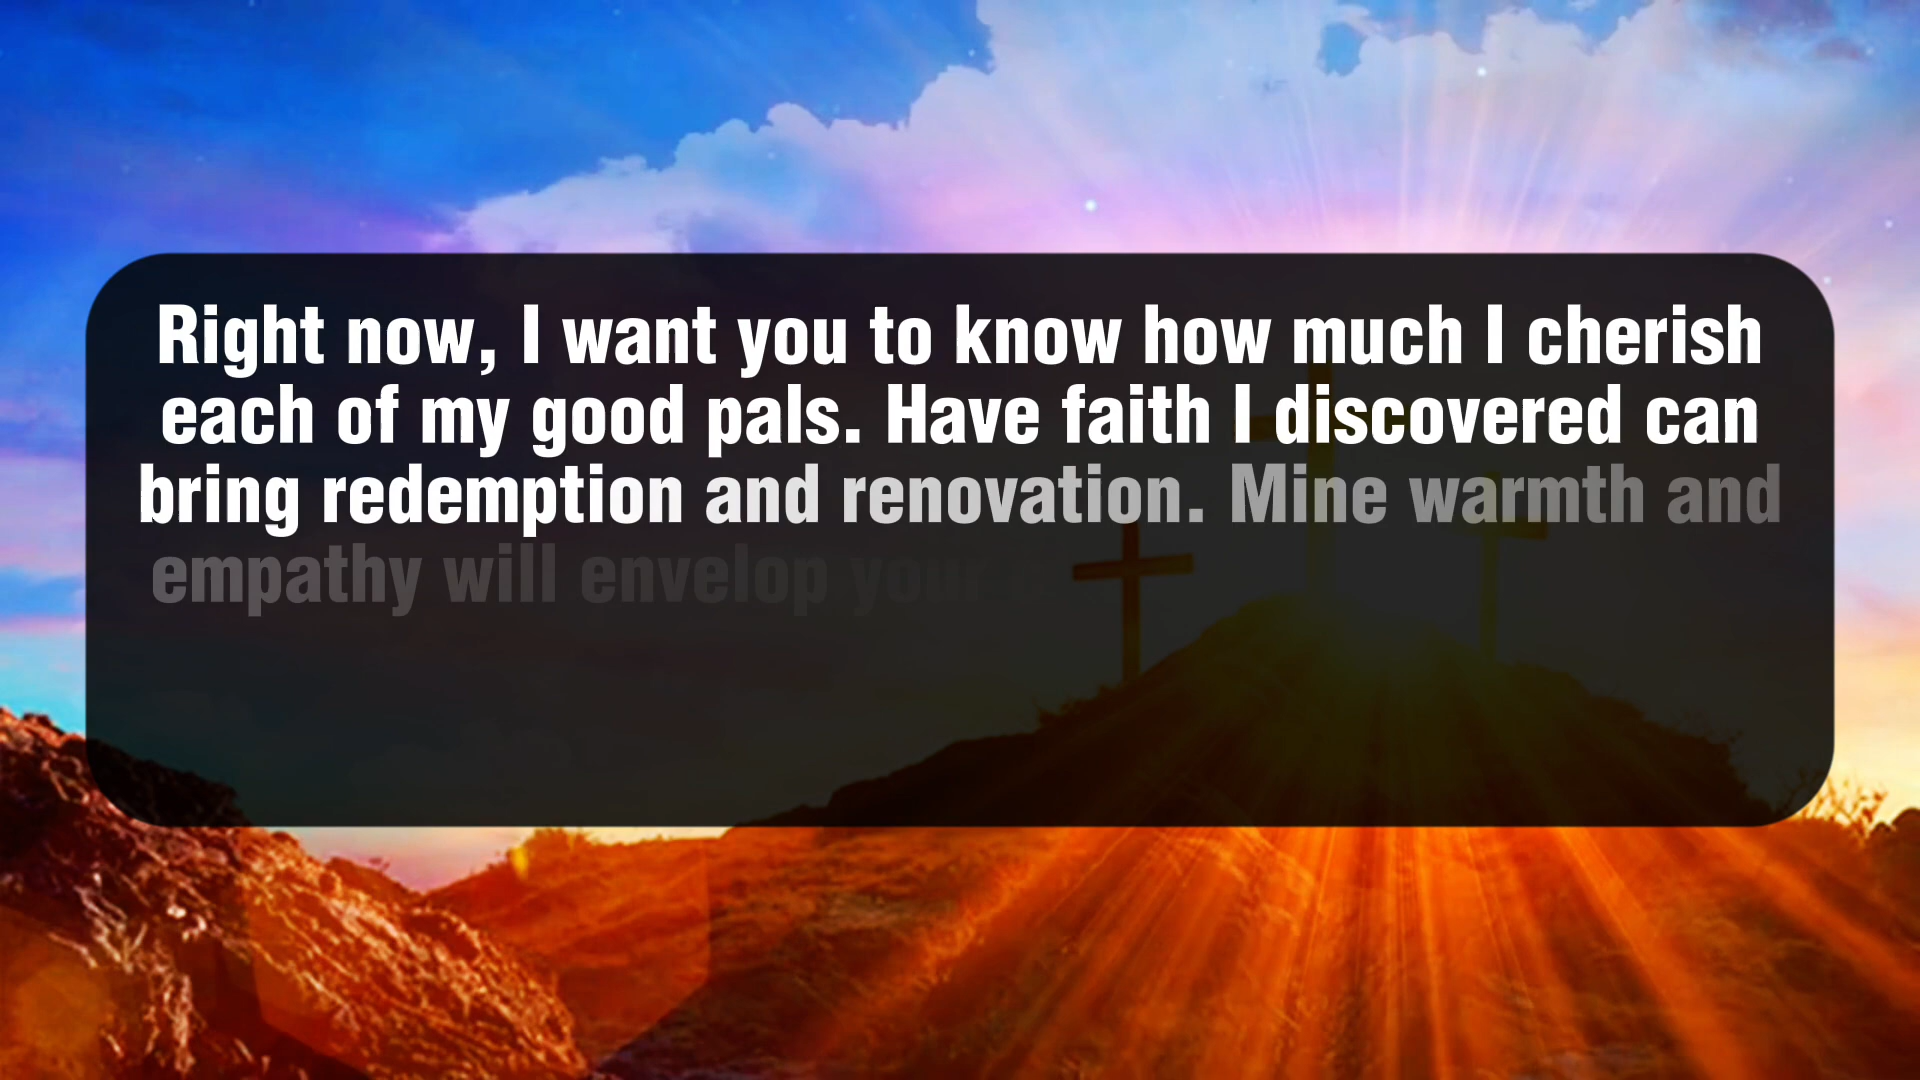 Right now, I want you to know how much I cherish
each of my good pals. Have faith I discovered can
bring redemption and renovation. Mine warmth and
empathy will envelop your